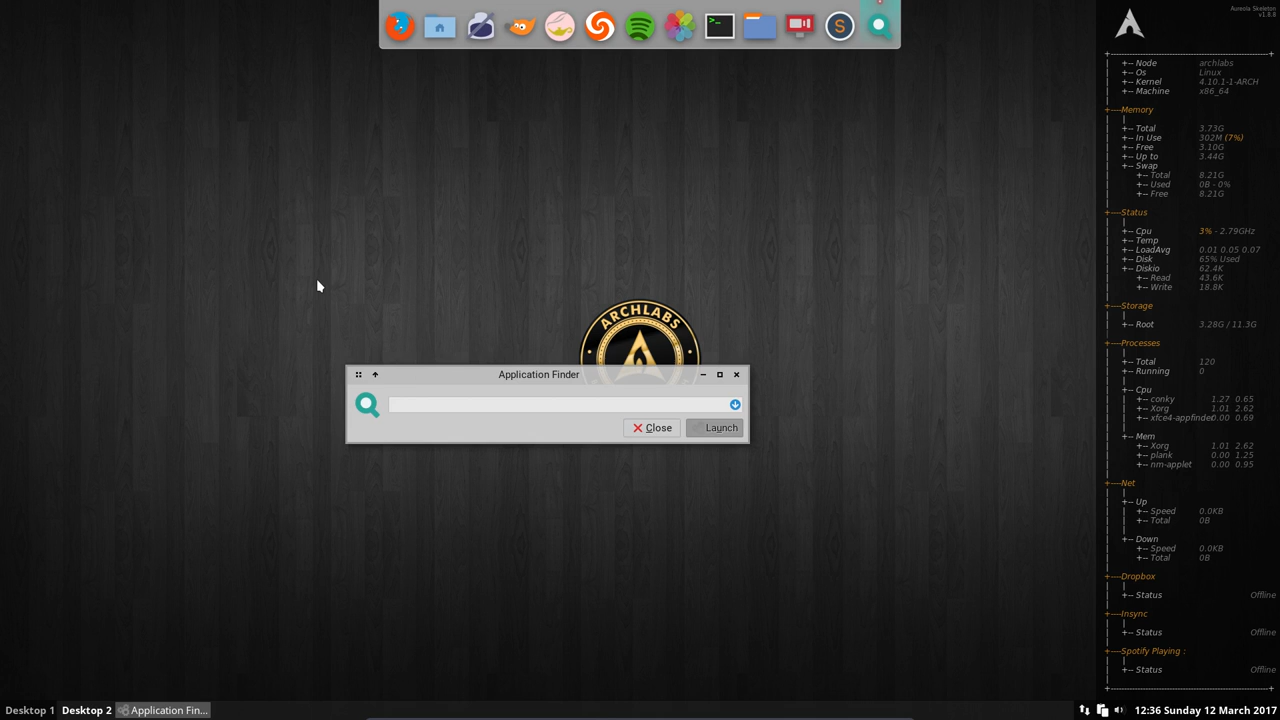 Aureola Skeleton
v1.8.8
Node archlabs
Os Linux
Kernel 4.10.1-1-ARCH
Machine x86_64
Memory
Total 3.73G
In Use 302M (7%)
Free 3.10G
Up to 3.44G
Swap
Total 8.21G
Used 0B - 0%
Free 8.21G
Status
Cpu 3% - 2.79GHz
Temp
LoadAvg 0.01 0.05 0.07
Disk 65% Used
Diskio 62.4K
Read 43.6K
Write 18.8K
Storage
Root 3.28G / 11.3G
Processes
Total 120
Running 0
Cpu
conky 1.27 0.65
Xorg 1.01 2.62
xfce4-appfinder 0.00 0.69
Mem
Xorg 1.01 2.62
plank 0.00 1.25
nm-applet 0.00 0.95
Net
Up
Speed 0.0KB
Total 0B
Down
Speed 0.0KB
Total 0B
Dropbox
Status Offline
Insync
Status Offline
Spotify Playing :
Status Offline
ARCHLABS
Application Finder
Close Launch
Desktop 1 Desktop 2 Application Fin... 12:36 Sunday 12 March 2017